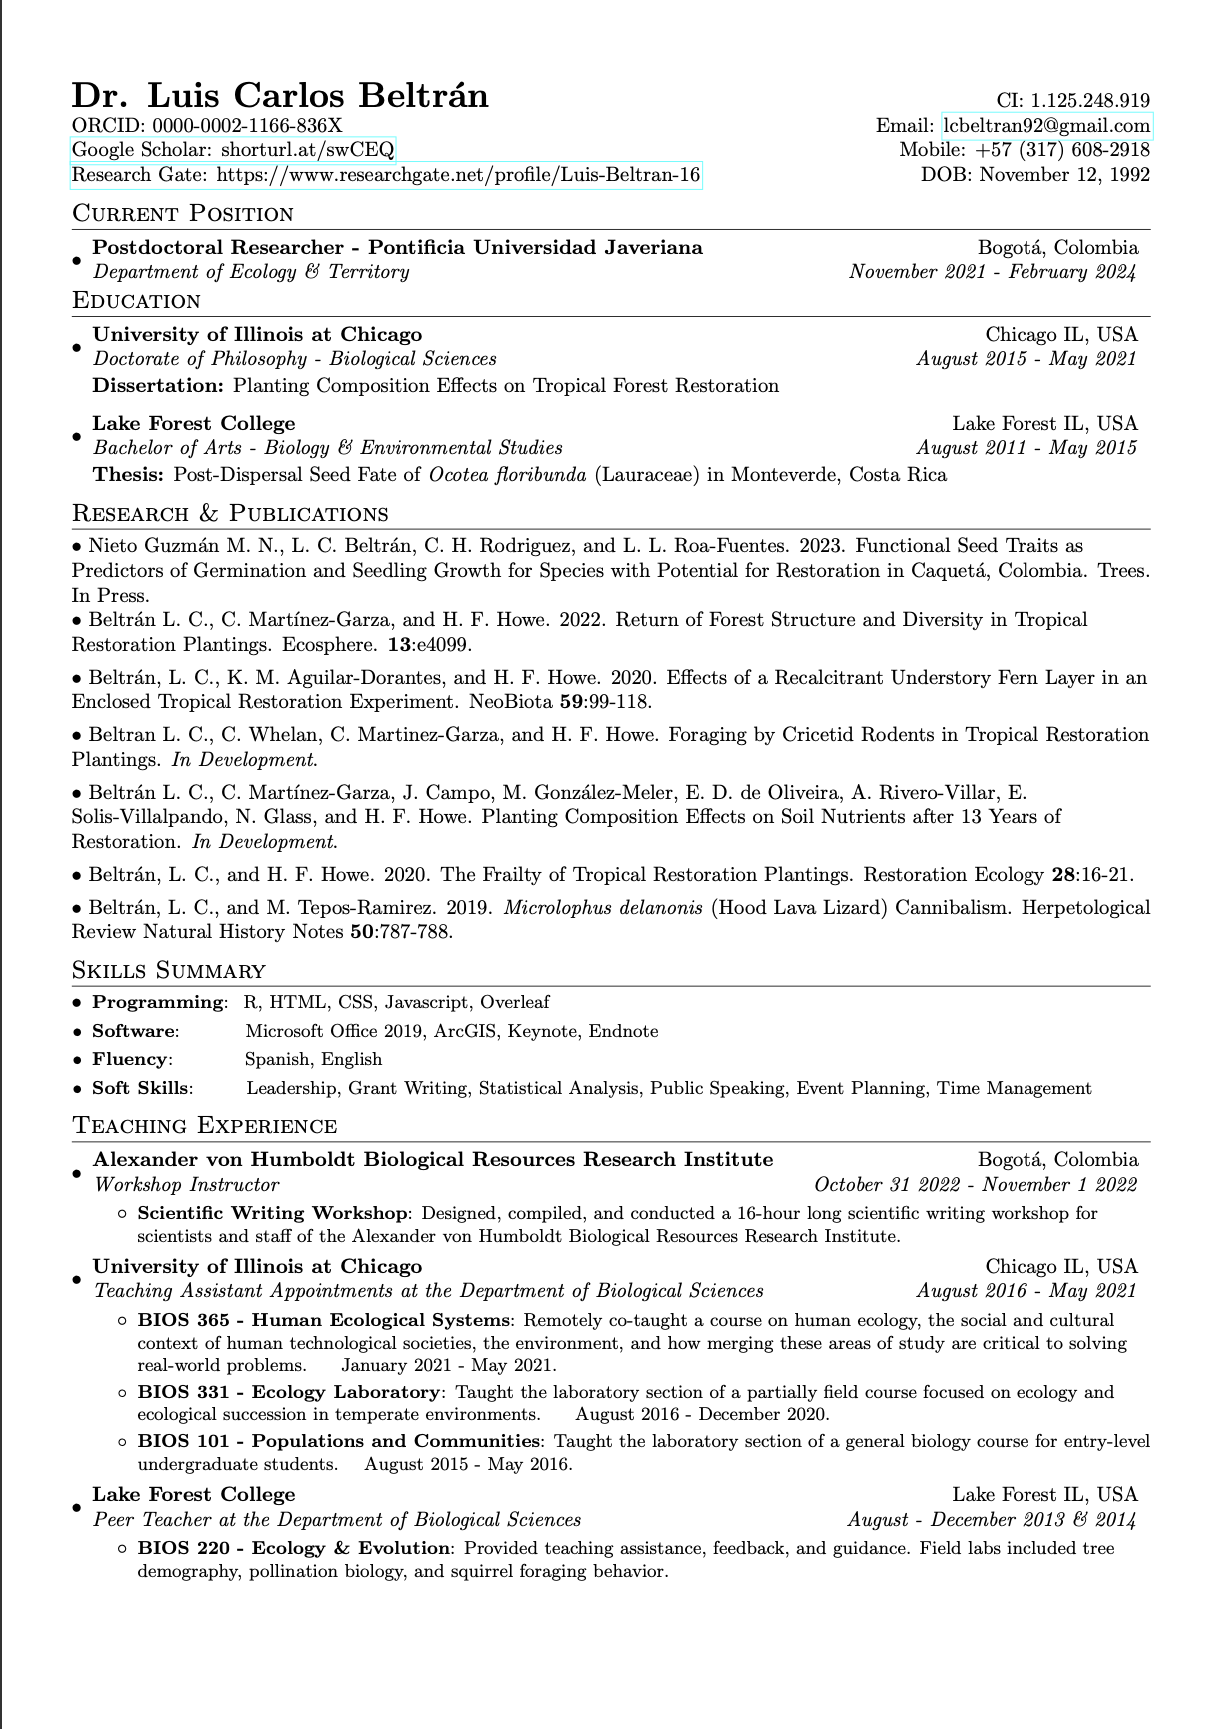 Dr. Luis Carlos Beltrán
CI: 1.125.248.919
ORCID: 0000-0002-1166-836X
Email: lcbeltran92@gmail.com
Google Scholar: shorturl.at/swCEQ
Mobile: +57 (317) 608-2918
Research Gate: https://www.researchgate.net/profile/Luis-Beltran-16
DOB: November 12, 1992
Current Position
• Postdoctoral Researcher - Pontificia Universidad Javeriana
Bogotá, Colombia
Department of Ecology & Territory
November 2021 - February 2024
Education
• University of Illinois at Chicago
Chicago IL, USA
Doctorate of Philosophy - Biological Sciences
August 2015 - May 2021
Dissertation: Planting Composition Effects on Tropical Forest Restoration
• Lake Forest College
Lake Forest IL, USA
Bachelor of Arts - Biology & Environmental Studies
August 2011 - May 2015
Thesis: Post-Dispersal Seed Fate of Ocotea floribunda (Lauraceae) in Monteverde, Costa Rica
Research & Publications
• Nieto Guzmán M. N., L. C. Beltrán, C. H. Rodriguez, and L. L. Roa-Fuentes. 2023. Functional Seed Traits as
Predictors of Germination and Seedling Growth for Species with Potential for Restoration in Caquetá, Colombia. Trees.
In Press.
• Beltrán L. C., C. Martínez-Garza, and H. F. Howe. 2022. Return of Forest Structure and Diversity in Tropical
Restoration Plantings. Ecosphere. 13:e4099.
• Beltrán, L. C., K. M. Aguilar-Dorantes, and H. F. Howe. 2020. Effects of a Recalcitrant Understory Fern Layer in an
Enclosed Tropical Restoration Experiment. NeoBiota 59:99-118.
• Beltran L. C., C. Whelan, C. Martinez-Garza, and H. F. Howe. Foraging by Cricetid Rodents in Tropical Restoration
Plantings. In Development.
• Beltrán L. C., C. Martínez-Garza, J. Campo, M. González-Meler, E. D. de Oliveira, A. Rivero-Villar, E.
Solis-Villalpando, N. Glass, and H. F. Howe. Planting Composition Effects on Soil Nutrients after 13 Years of
Restoration. In Development.
• Beltrán, L. C., and H. F. Howe. 2020. The Frailty of Tropical Restoration Plantings. Restoration Ecology 28:16-21.
• Beltrán, L. C., and M. Tepos-Ramirez. 2019. Microlophus delanonis (Hood Lava Lizard) Cannibalism. Herpetological
Review Natural History Notes 50:787-788.
Skills Summary
• Programming: R, HTML, CSS, Javascript, Overleaf
• Software: Microsoft Office 2019, ArcGIS, Keynote, Endnote
• Fluency: Spanish, English
• Soft Skills: Leadership, Grant Writing, Statistical Analysis, Public Speaking, Event Planning, Time Management
Teaching Experience
• Alexander von Humboldt Biological Resources Research Institute
Bogotá, Colombia
Workshop Instructor
October 31 2022 - November 1 2022
○ Scientific Writing Workshop: Designed, compiled, and conducted a 16-hour long scientific writing workshop for
scientists and staff of the Alexander von Humboldt Biological Resources Research Institute.
• University of Illinois at Chicago
Chicago IL, USA
Teaching Assistant Appointments at the Department of Biological Sciences
August 2016 - May 2021
○ BIOS 365 - Human Ecological Systems: Remotely co-taught a course on human ecology, the social and cultural
context of human technological societies, the environment, and how merging these areas of study are critical to solving
real-world problems. January 2021 - May 2021.
○ BIOS 331 - Ecology Laboratory: Taught the laboratory section of a partially field course focused on ecology and
ecological succession in temperate environments. August 2016 - December 2020.
○ BIOS 101 - Populations and Communities: Taught the laboratory section of a general biology course for entry-level
undergraduate students. August 2015 - May 2016.
• Lake Forest College
Lake Forest IL, USA
Peer Teacher at the Department of Biological Sciences
August - December 2013 & 2014
○ BIOS 220 - Ecology & Evolution: Provided teaching assistance, feedback, and guidance. Field labs included tree
demography, pollination biology, and squirrel foraging behavior.